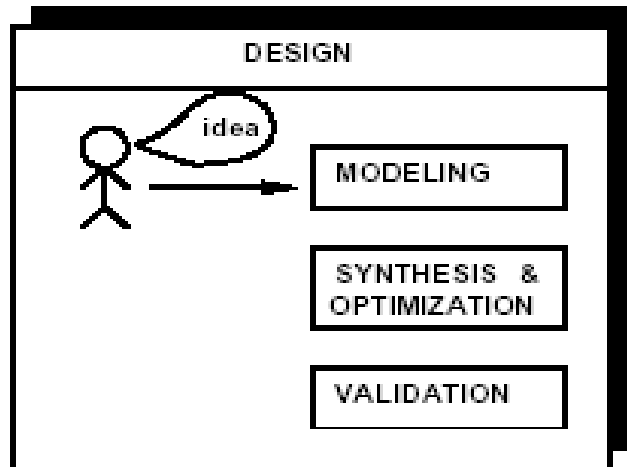 DESIGN
idea
MODELING
SYNTHESIS &
OPTIMIZATION
VALIDATION